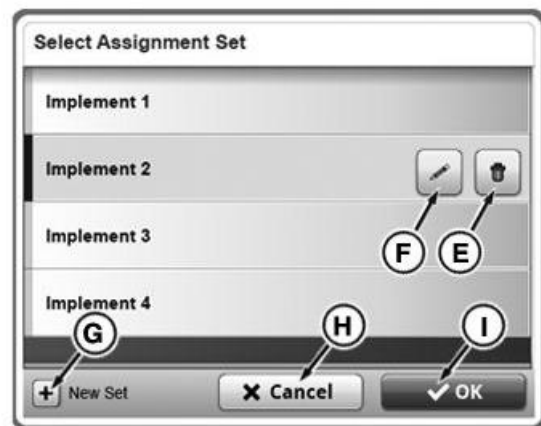 Select Assignment Set
Implement 1
Implement 2
F
E
Implement 3
Implement 4
G
H
I
New Set
Cancel
OK